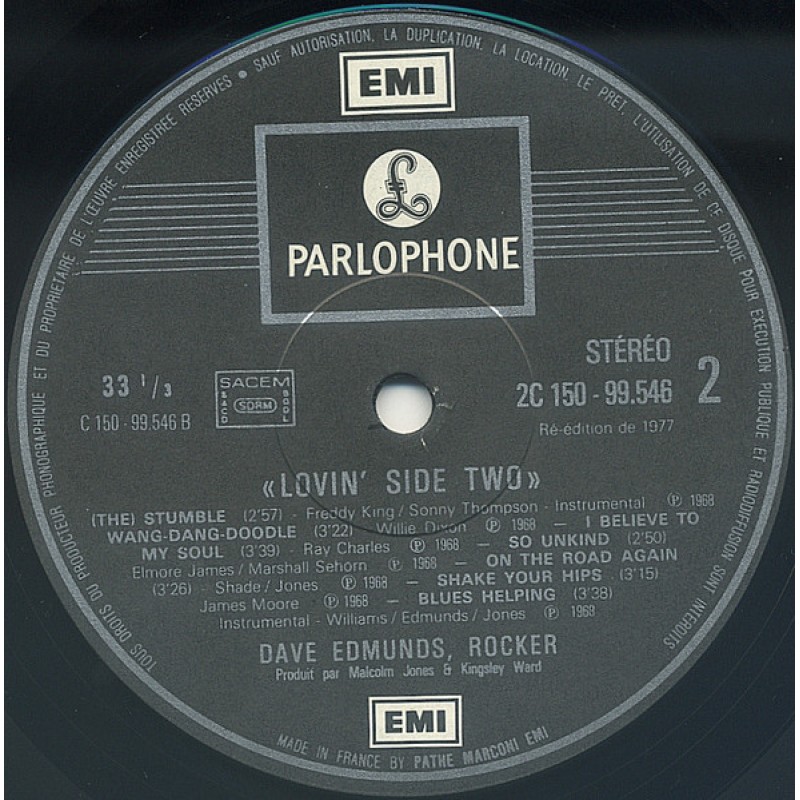 TOUS DROITS DU PRODUCTEUR PHONOGRAPHIQUE ET DU PROPRIETAIRE DE L'ŒUVRE ENREGISTREE RESERVES • SAUF AUTORISATION, LA DUPLICATION, LA LOCATION, LE PRET, L'UTILISATION DE CE DISQUE POUR EXECUTION PUBLIQUE ET RADIODIFFUSION SONT INTERDITS
EMI
£
PARLOPHONE
33 1/3
C 150 - 99.546 B
SACEM
SACD
SDRM
SGDL
STÉRÉO
2C 150 - 99.546
2
Ré-édition de 1977
«LOVIN' SIDE TWO»
(THE) STUMBLE (2'57) - Freddy King / Sonny Thompson - Instrumental ℗ 1968
WANG-DANG-DOODLE (3'22) - Willie Dixon ℗ 1968 — I BELIEVE TO
MY SOUL (3'39) - Ray Charles ℗ 1968 — SO UNKIND (2'50)
Elmore James / Marshall Sehorn ℗ 1968 — ON THE ROAD AGAIN
(3'26) - Shade / Jones ℗ 1968 — SHAKE YOUR HIPS (3'15)
James Moore ℗ 1968 — BLUES HELPING (3'38)
Instrumental - Williams / Edmunds / Jones ℗ 1968
DAVE EDMUNDS, ROCKER
Produit par Malcolm Jones & Kingsley Ward
EMI
MADE IN FRANCE BY PATHE MARCONI EMI